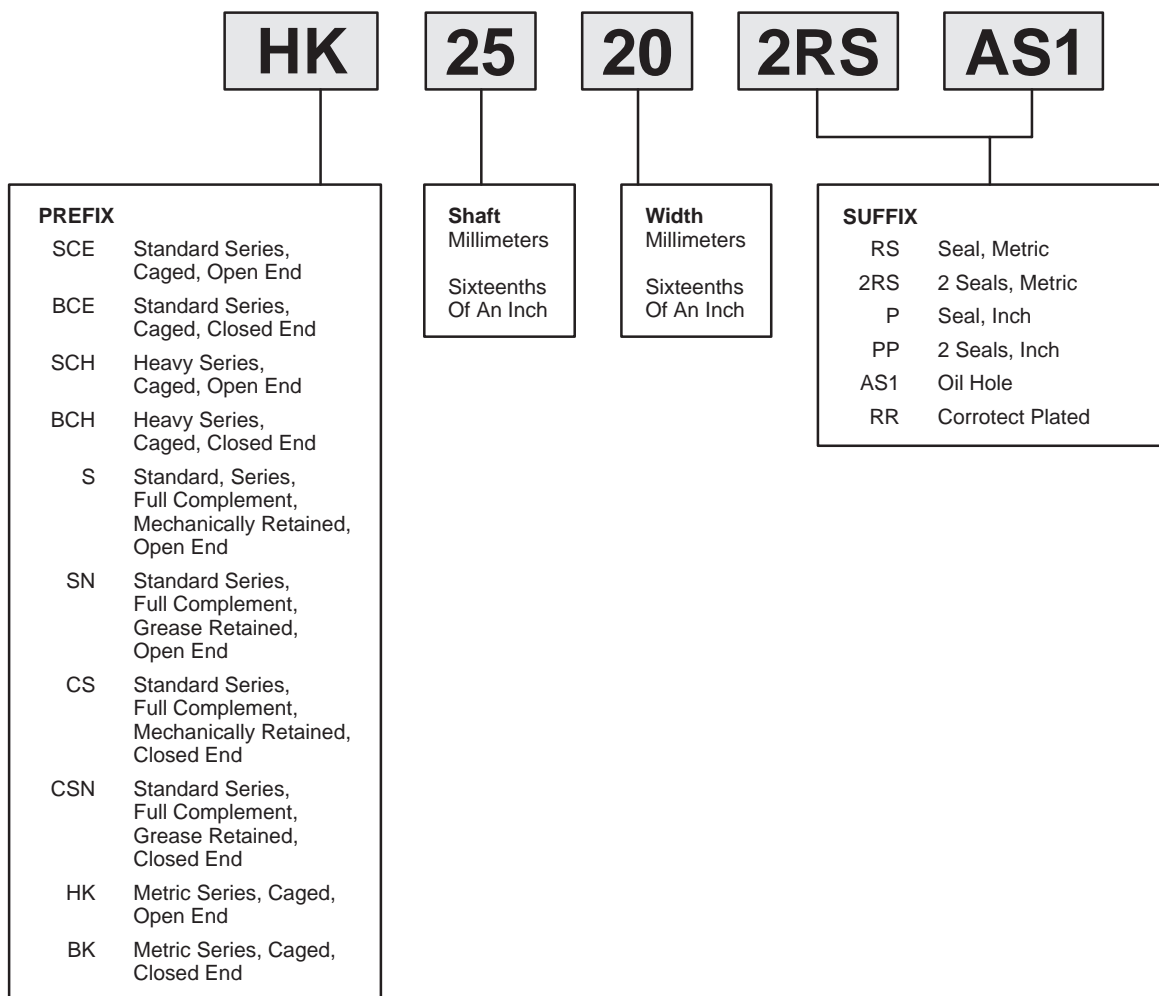 HK 25 20 2RS AS1
PREFIX
SCE Standard Series,
Caged, Open End
BCE Standard Series,
Caged, Closed End
SCH Heavy Series,
Caged, Open End
BCH Heavy Series,
Caged, Closed End
S Standard, Series,
Full Complement,
Mechanically Retained,
Open End
SN Standard Series,
Full Complement,
Grease Retained,
Open End
CS Standard Series,
Full Complement,
Mechanically Retained,
Closed End
CSN Standard Series,
Full Complement,
Grease Retained,
Closed End
HK Metric Series, Caged,
Open End
BK Metric Series, Caged,
Closed End
Shaft
Millimeters
Sixteenths
Of An Inch
Width
Millimeters
Sixteenths
Of An Inch
SUFFIX
RS Seal, Metric
2RS 2 Seals, Metric
P Seal, Inch
PP 2 Seals, Inch
AS1 Oil Hole
RR Corrotect Plated